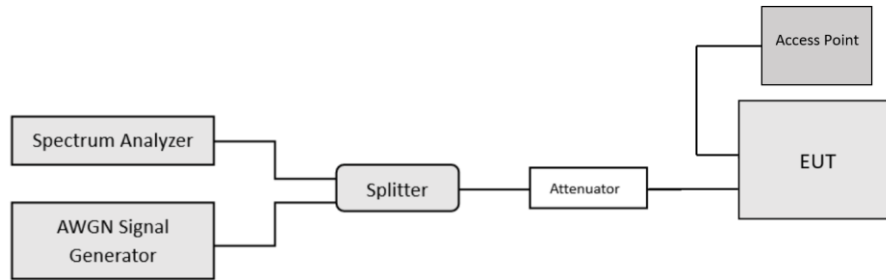 Access Point
Spectrum Analyzer
EUT
Splitter
Attenuator
AWGN Signal
Generator